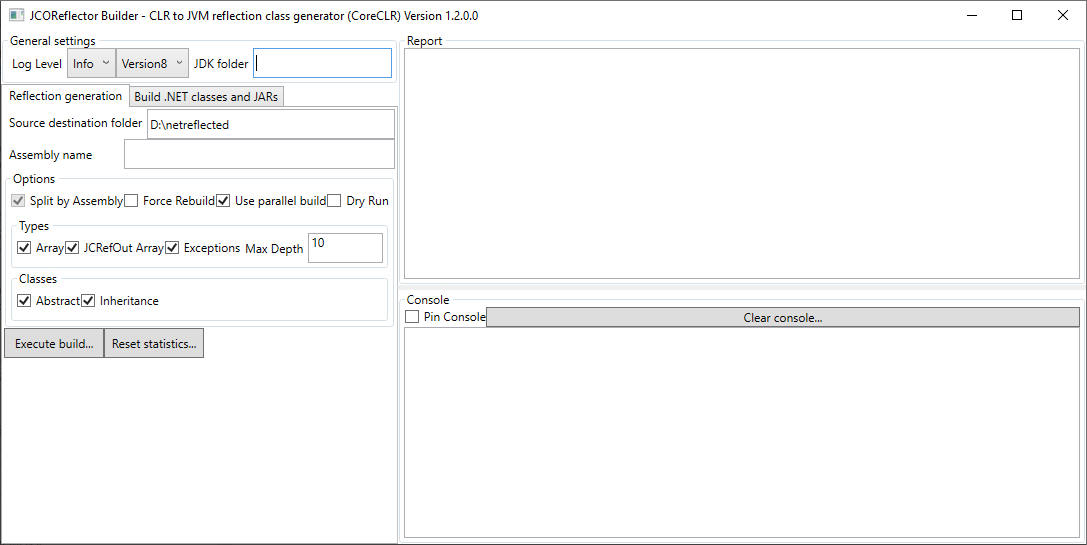 JCOReflector Builder - CLR to JVM reflection class generator (CoreCLR) Version 1.2.0.0
General settings
Log Level Info Version8 JDK folder
Reflection generation Build .NET classes and JARs
Source destination folder D:\netreflected
Assembly name
Options
Split by Assembly Force Rebuild Use parallel build Dry Run
Types
Array JCRefOut Array Exceptions Max Depth 10
Classes
Abstract Inheritance
Execute build... Reset statistics...
Report
Console
Pin Console Clear console...